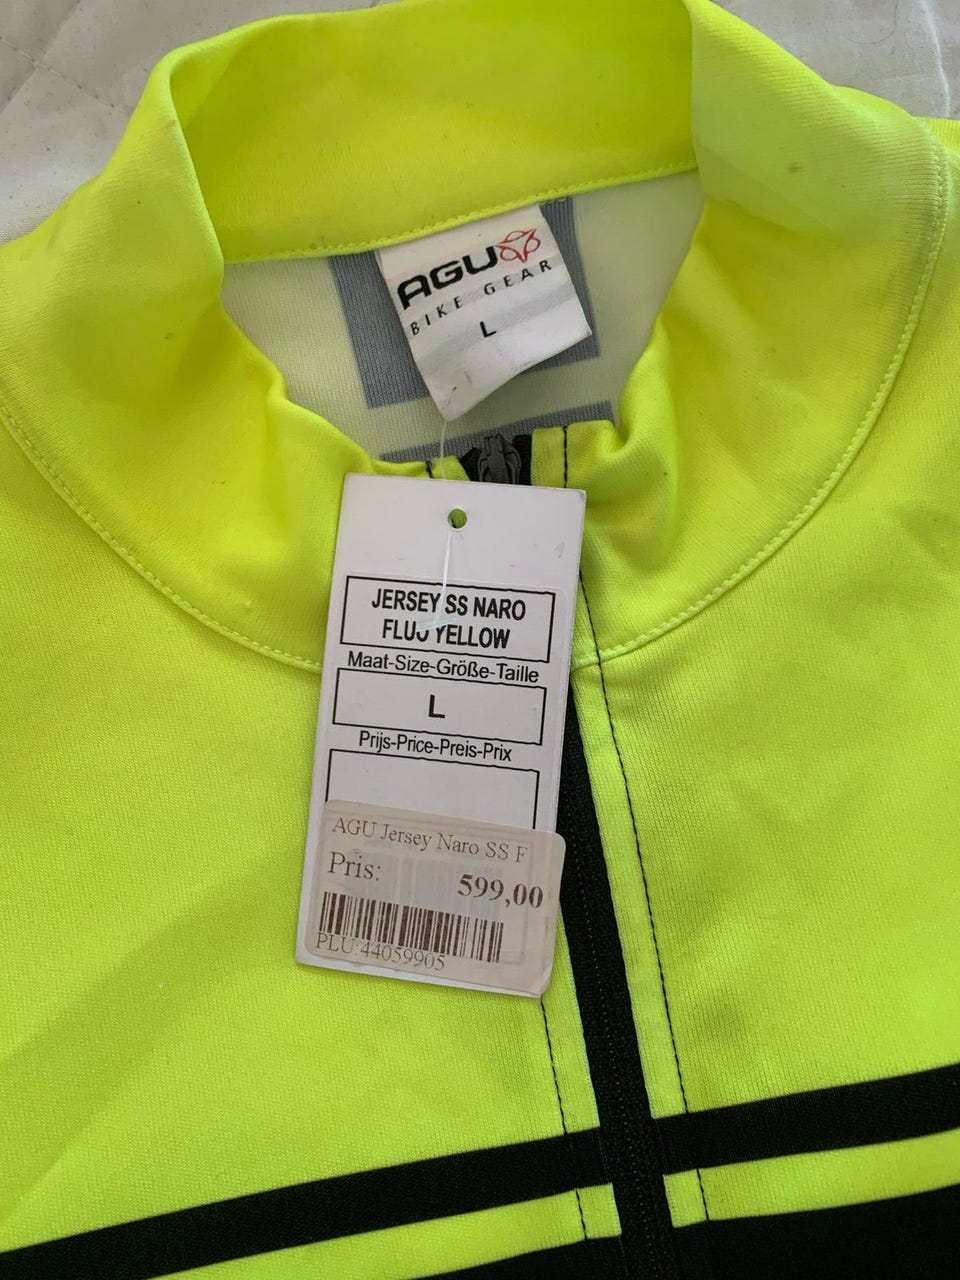 AGU
BIKE GEAR
L
JERSEY SS NARO
FLUO YELLOW
Maat-Size-Größe-Taille
L
Prijs-Price-Preis-Prix
AGU Jersey Naro SS F
Pris:
599,00
PLU:44059905